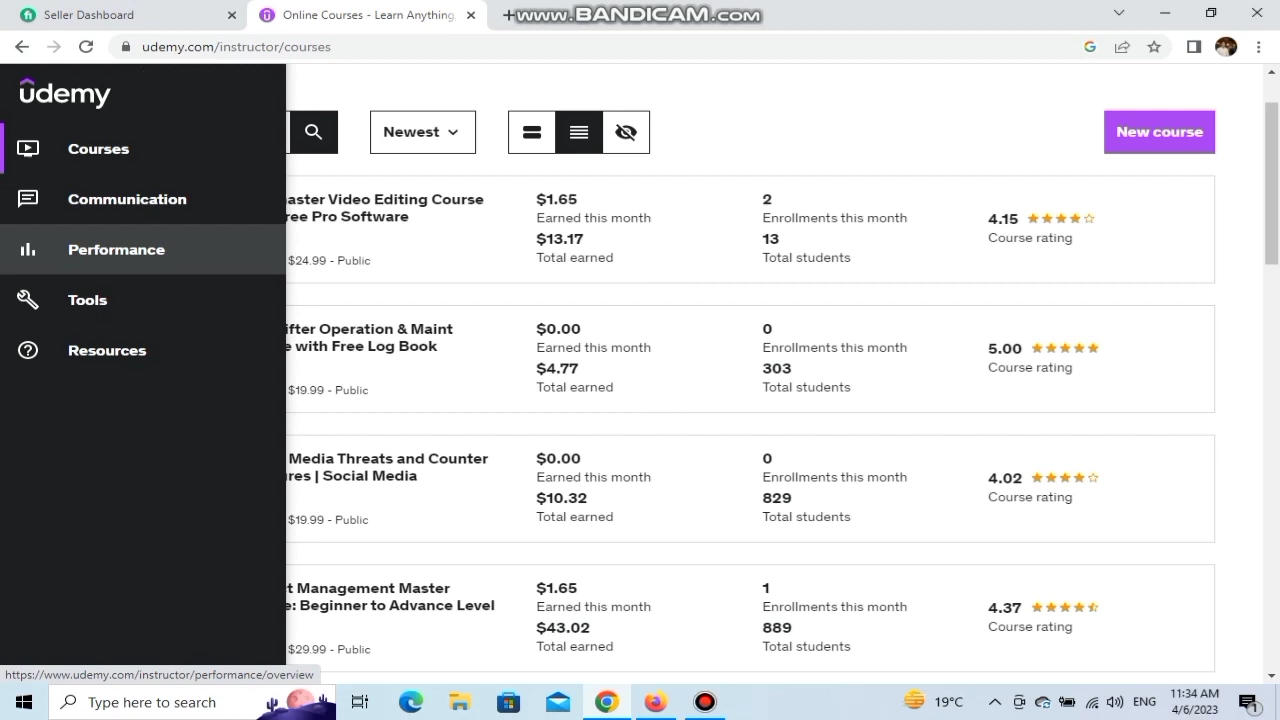 Seller Dashboard
Online Courses - Learn Anything,
www.BANDICAM.com
udemy.com/instructor/courses
udemy
Courses
Communication
Performance
Tools
Resources
Newest
New course
aster Video Editing Course
ree Pro Software
$24.99 - Public
$1.65
Earned this month
$13.17
Total earned
2
Enrollments this month
13
Total students
4.15
Course rating
ifter Operation & Maint
e with Free Log Book
$19.99 - Public
$0.00
Earned this month
$4.77
Total earned
0
Enrollments this month
303
Total students
5.00
Course rating
Media Threats and Counter
res | Social Media
$19.99 - Public
$0.00
Earned this month
$10.32
Total earned
0
Enrollments this month
829
Total students
4.02
Course rating
t Management Master
e: Beginner to Advance Level
$29.99 - Public
$1.65
Earned this month
$43.02
Total earned
1
Enrollments this month
889
Total students
4.37
Course rating
https://www.udemy.com/instructor/performance/overview
Type here to search
19°C
ENG
11:34 AM
4/6/2023
1